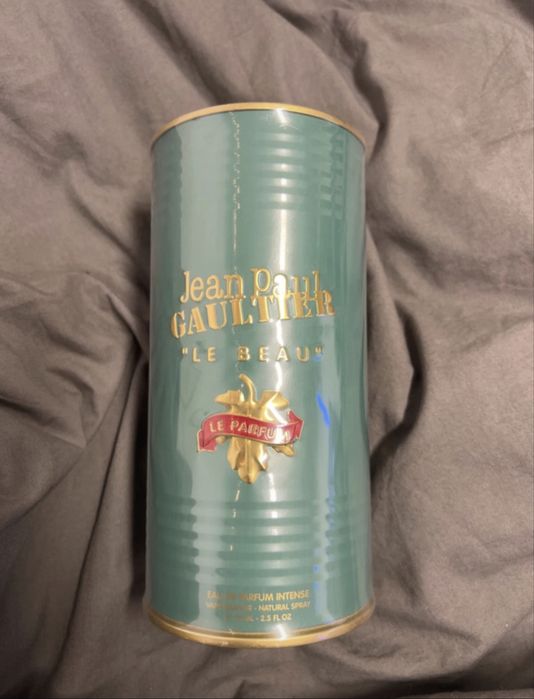 Jean Paul
GAULTIER
"LE BEAU"
LE PARFUM
EAU DE PARFUM INTENSE
NATURAL SPRAY
2.5 FL OZ